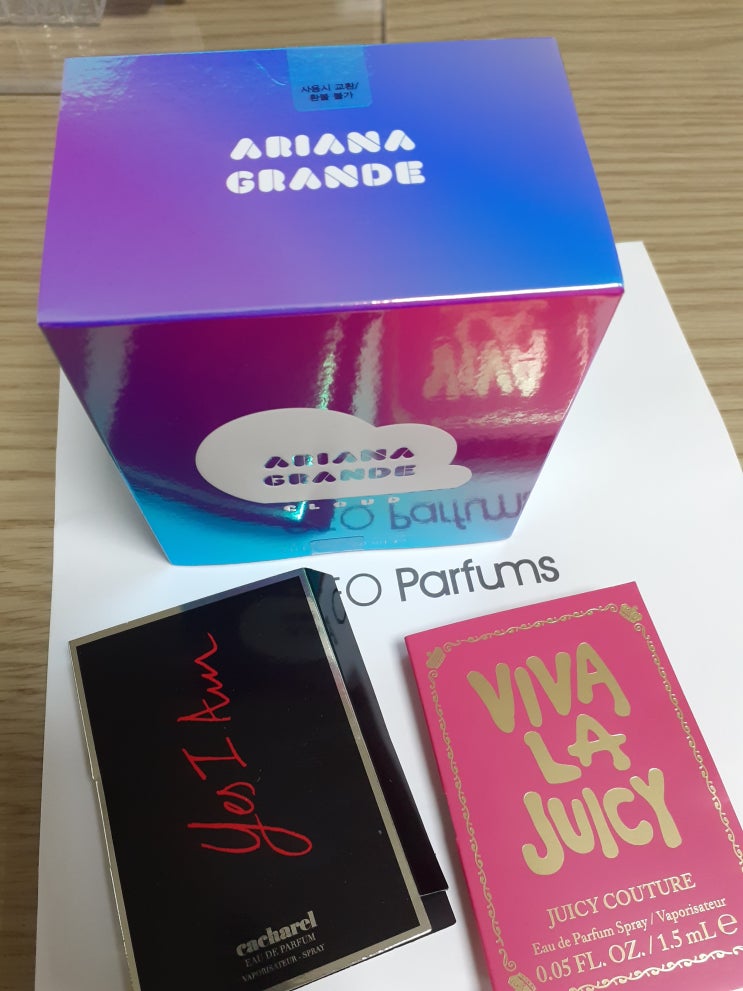 사용시 교환/
환불 불가
ARIANA
GRANDE
ARIANA
GRANDE
CLOUD
Parfums
Parfums
Yes I Am
cacharel
EAU DE PARFUM
VAPORISATEUR - SPRAY
VIVA
LA
JUICY
JUICY COUTURE
Eau de Parfum Spray / Vaporisateur
0.05 FL. OZ. / 1.5 mL ℮